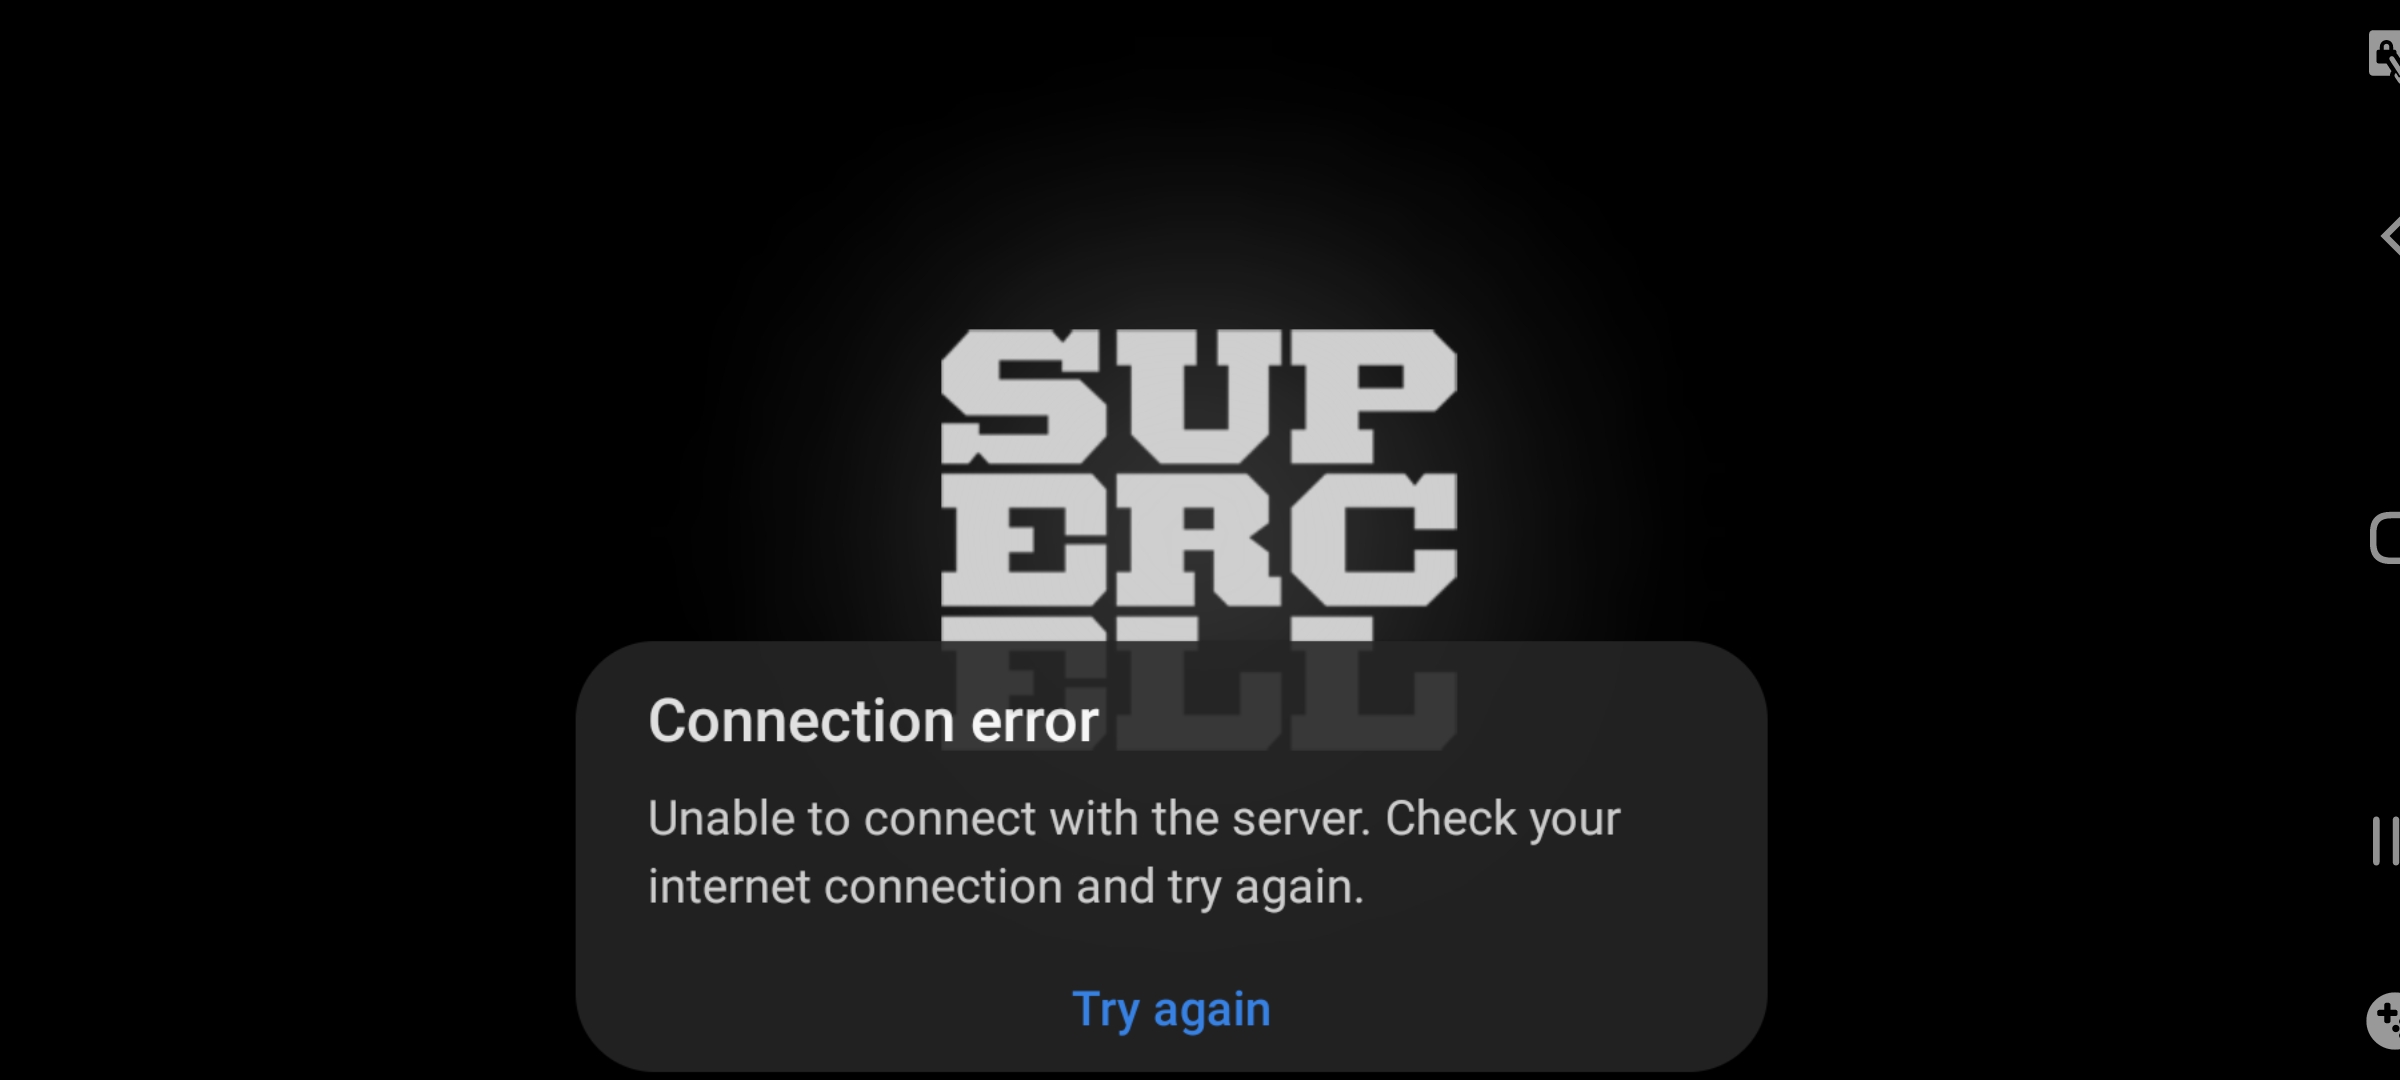 SUP
ERC
ELL
Connection error
Unable to connect with the server. Check your
internet connection and try again.
Try again